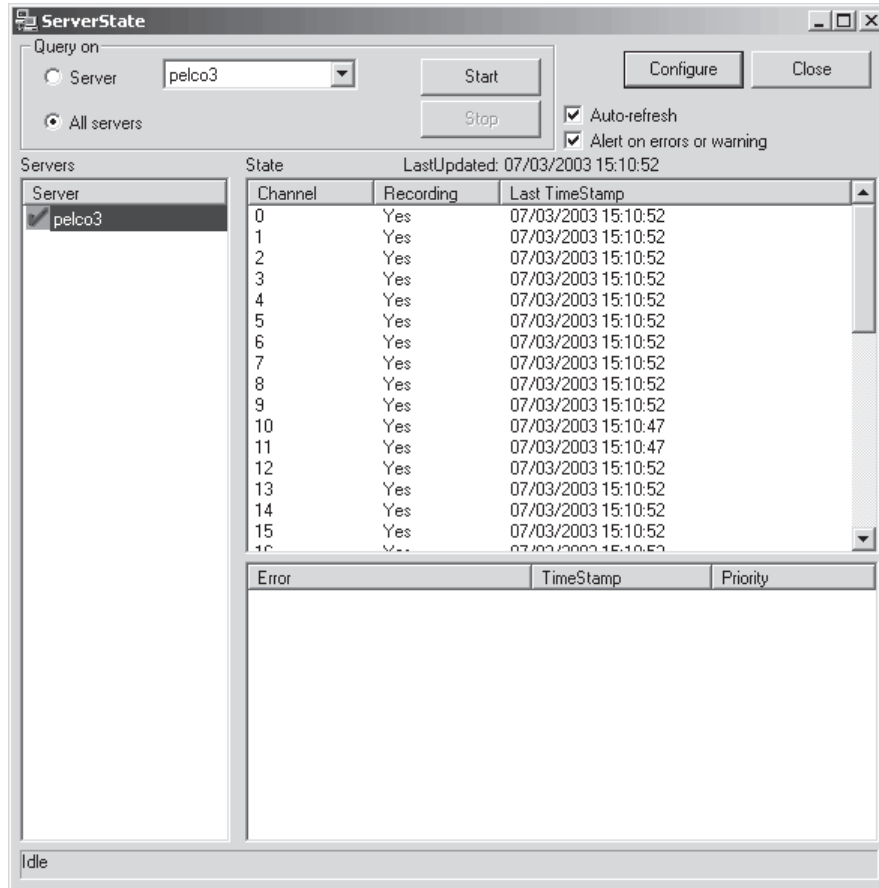 ServerState
Query on
Server pelco3 Start Configure Close
All servers Stop Auto-refresh
Alert on errors or warning
Servers State LastUpdated: 07/03/2003 15:10:52
Server Channel Recording Last TimeStamp
pelco3 0 Yes 07/03/2003 15:10:52
1 Yes 07/03/2003 15:10:52
2 Yes 07/03/2003 15:10:52
3 Yes 07/03/2003 15:10:52
4 Yes 07/03/2003 15:10:52
5 Yes 07/03/2003 15:10:52
6 Yes 07/03/2003 15:10:52
7 Yes 07/03/2003 15:10:52
8 Yes 07/03/2003 15:10:52
9 Yes 07/03/2003 15:10:52
10 Yes 07/03/2003 15:10:47
11 Yes 07/03/2003 15:10:47
12 Yes 07/03/2003 15:10:52
13 Yes 07/03/2003 15:10:52
14 Yes 07/03/2003 15:10:52
15 Yes 07/03/2003 15:10:52
Error TimeStamp Priority
Idle